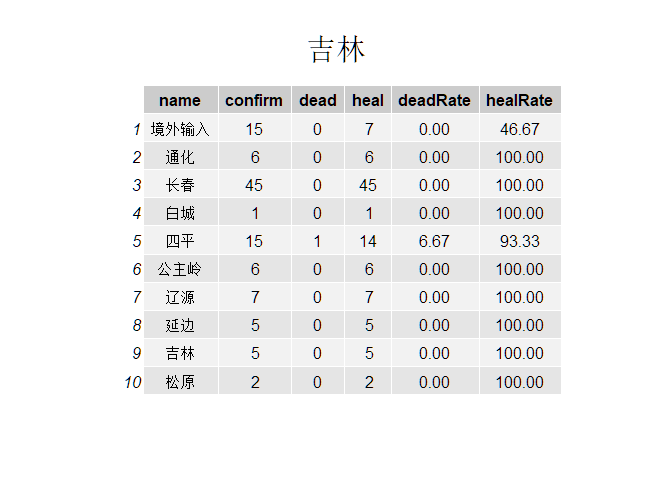 吉林
name confirm dead heal deadRate healRate
1 境外输入 15 0 7 0.00 46.67
2 通化 6 0 6 0.00 100.00
3 长春 45 0 45 0.00 100.00
4 白城 1 0 1 0.00 100.00
5 四平 15 1 14 6.67 93.33
6 公主岭 6 0 6 0.00 100.00
7 辽源 7 0 7 0.00 100.00
8 延边 5 0 5 0.00 100.00
9 吉林 5 0 5 0.00 100.00
10 松原 2 0 2 0.00 100.00